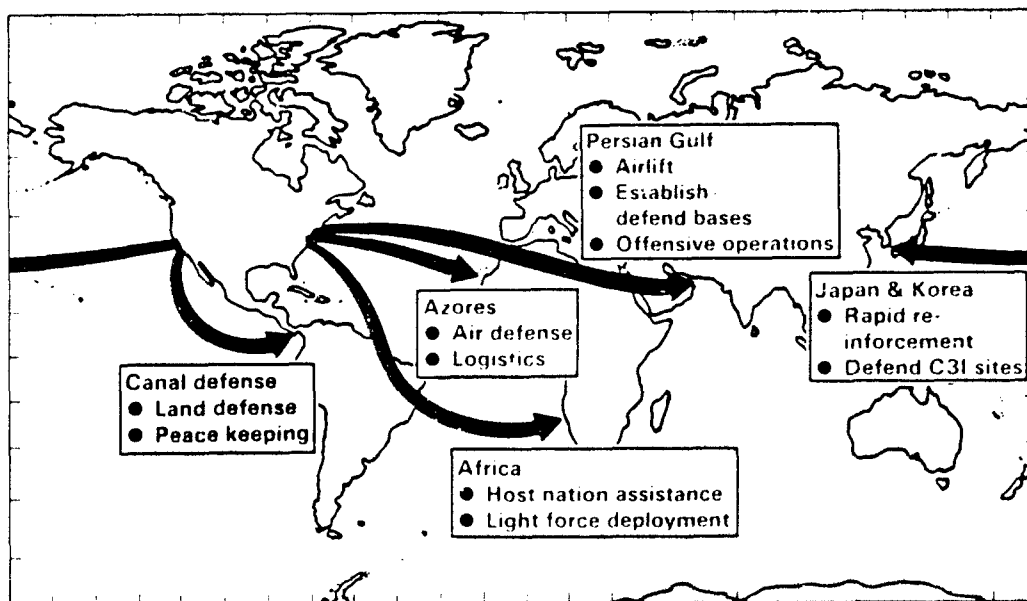 Persian Gulf
● Airlift
● Establish-
defend bases
● Offensive operations
Azores
● Air defense
● Logistics
Japan & Korea
● Rapid re-
inforcement
● Defend C3I sites
Canal defense
● Land defense
● Peace keeping
Africa
● Host nation assistance
● Light force deployment